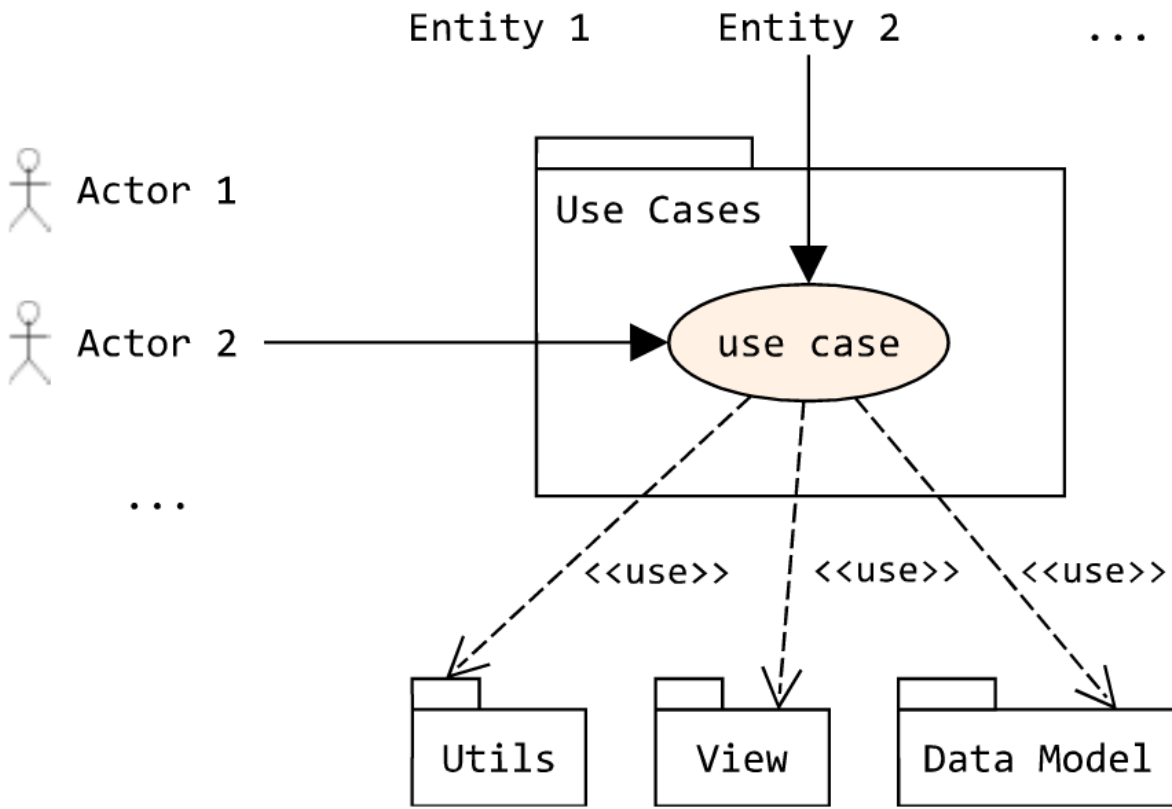 Entity 1
Entity 2
...
Actor 1
Use Cases
Actor 2
use case
...
<<use>>
<<use>>
<<use>>
Utils
View
Data Model